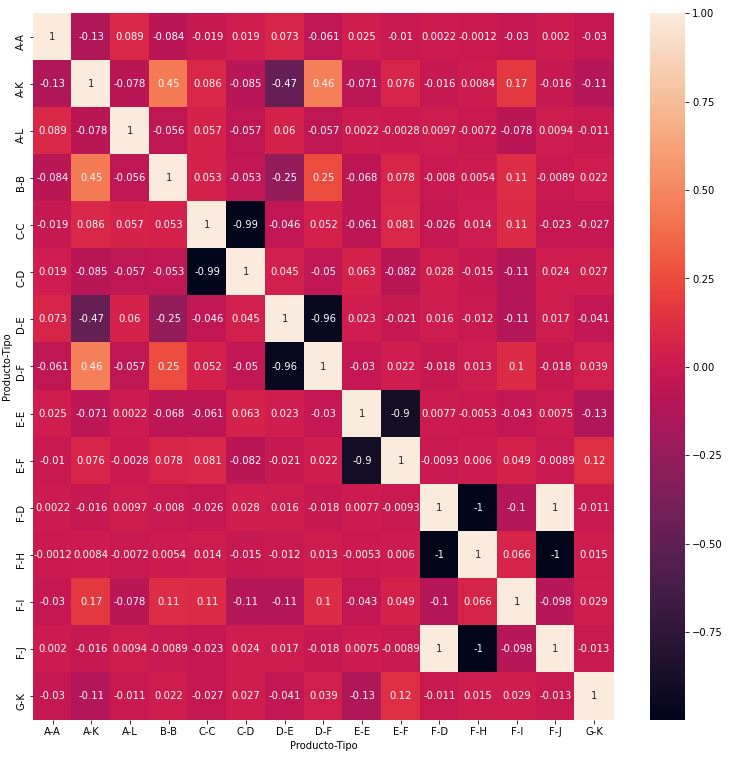 A-A 1 -0.13 0.089 -0.084 -0.019 0.019 0.073 -0.061 0.025 -0.01 0.0022 -0.0012 -0.03 0.002 -0.03
A-K -0.13 1 -0.078 0.45 0.086 -0.085 -0.47 0.46 -0.071 0.076 -0.016 0.0084 0.17 -0.016 -0.11
A-L 0.089 -0.078 1 -0.056 0.057 -0.057 0.06 -0.057 0.0022 -0.0028 0.0097 -0.0072 -0.078 0.0094 -0.011
B-B -0.084 0.45 -0.056 1 0.053 -0.053 -0.25 0.25 -0.068 0.078 -0.008 0.0054 0.11 -0.0089 0.022
C-C -0.019 0.086 0.057 0.053 1 -0.99 -0.046 0.052 -0.061 0.081 -0.026 0.014 0.11 -0.023 -0.027
C-D 0.019 -0.085 -0.057 -0.053 -0.99 1 0.045 -0.05 0.063 -0.082 0.028 -0.015 -0.11 0.024 0.027
D-E 0.073 -0.47 0.06 -0.25 -0.046 0.045 1 -0.96 0.023 -0.021 0.016 -0.012 -0.11 0.017 -0.041
D-F -0.061 0.46 -0.057 0.25 0.052 -0.05 -0.96 1 -0.03 0.022 -0.018 0.013 0.1 -0.018 0.039
E-E 0.025 -0.071 0.0022 -0.068 -0.061 0.063 0.023 -0.03 1 -0.9 0.0077 -0.0053 -0.043 0.0075 -0.13
E-F -0.01 0.076 -0.0028 0.078 0.081 -0.082 -0.021 0.022 -0.9 1 -0.0093 0.006 0.049 -0.0089 0.12
F-D 0.0022 -0.016 0.0097 -0.008 -0.026 0.028 0.016 -0.018 0.0077 -0.0093 1 -1 -0.1 1 -0.011
F-H -0.0012 0.0084 -0.0072 0.0054 0.014 -0.015 -0.012 0.013 -0.0053 0.006 -1 1 0.066 -1 0.015
F-I -0.03 0.17 -0.078 0.11 0.11 -0.11 -0.11 0.1 -0.043 0.049 -0.1 0.066 1 -0.098 0.029
F-J 0.002 -0.016 0.0094 -0.0089 -0.023 0.024 0.017 -0.018 0.0075 -0.0089 1 -1 -0.098 1 -0.013
G-K -0.03 -0.11 -0.011 0.022 -0.027 0.027 -0.041 0.039 -0.13 0.12 -0.011 0.015 0.029 -0.013 1
A-A A-K A-L B-B C-C C-D D-E D-F E-E E-F F-D F-H F-I F-J G-K
Producto-Tipo
Producto-Tipo
1.00
0.75
0.50
0.25
0.00
−0.25
−0.50
−0.75